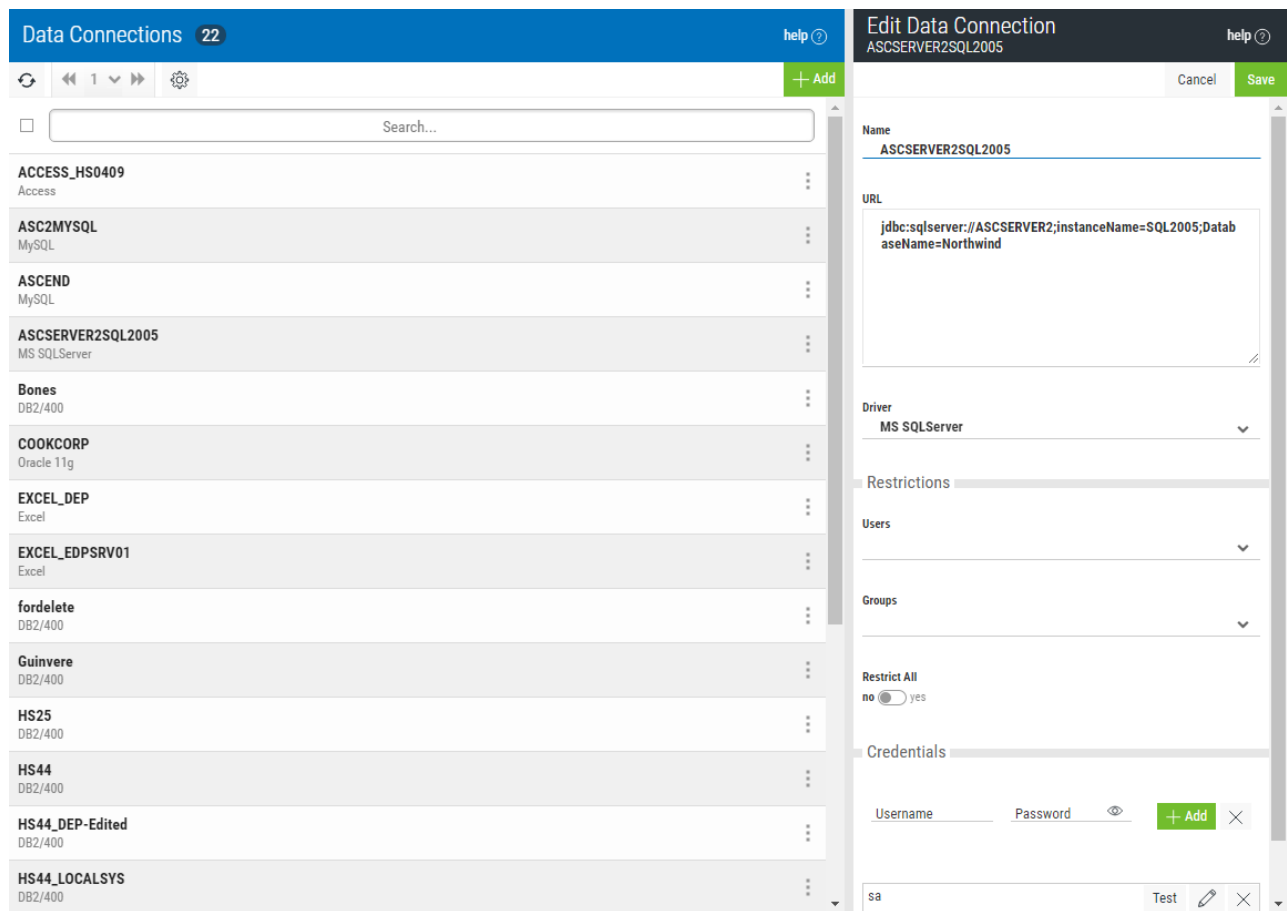 Data Connections 22
help ?
1
Add
Search...
ACCESS_HS0409
Access
ASC2MYSQL
MySQL
ASCEND
MySQL
ASCSERVER2SQL2005
MS SQLServer
Bones
DB2/400
COOKCORP
Oracle 11g
EXCEL_DEP
Excel
EXCEL_EDPSRV01
Excel
fordelete
DB2/400
Guinvere
DB2/400
HS25
DB2/400
HS44
DB2/400
HS44_DEP-Edited
DB2/400
HS44_LOCALSYS
DB2/400
Edit Data Connection
ASCSERVER2SQL2005
help ?
Cancel Save
Name
ASCSERVER2SQL2005
URL
jdbc:sqlserver://ASCSERVER2;instanceName=SQL2005;Datab
aseName=Northwind
Driver
MS SQLServer
Restrictions
Users
Groups
Restrict All
no yes
Credentials
Username Password + Add
sa Test